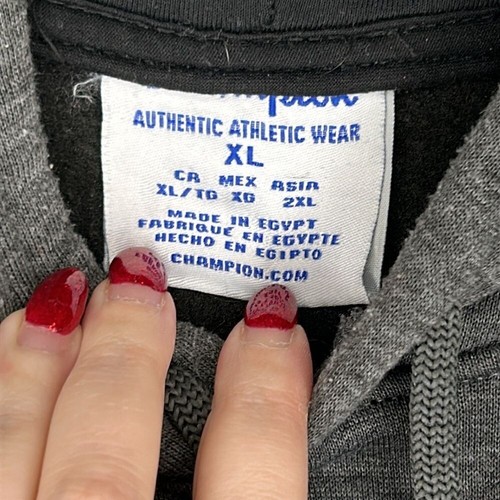 Champion
AUTHENTIC ATHLETIC WEAR
XL
CA MEX ASIA
XL/TG XG 2XL
MADE IN EGYPT
FABRIQUE EN EGYPTE
HECHO EN EGIPTO
CHAMPION.COM